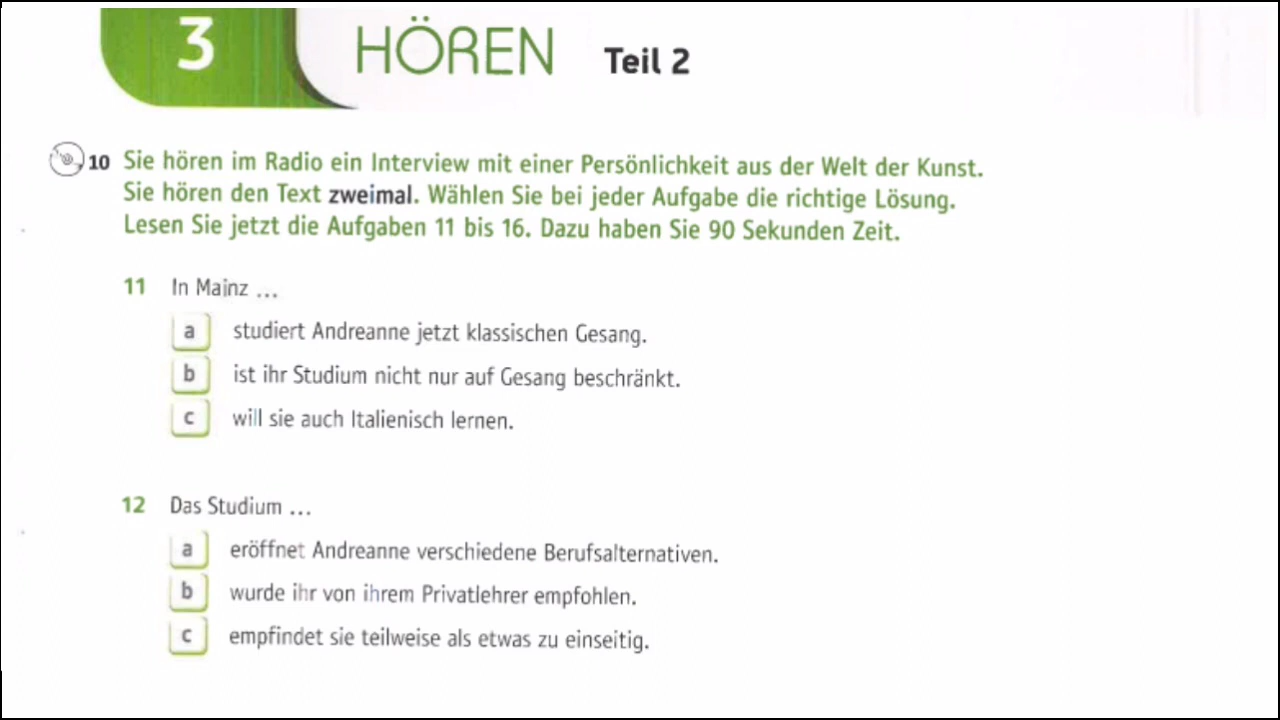 3 HÖREN Teil 2
10 Sie hören im Radio ein Interview mit einer Persönlichkeit aus der Welt der Kunst.
Sie hören den Text zweimal. Wählen Sie bei jeder Aufgabe die richtige Lösung.
Lesen Sie jetzt die Aufgaben 11 bis 16. Dazu haben Sie 90 Sekunden Zeit.
11 In Mainz ...
a studiert Andreanne jetzt klassischen Gesang.
b ist ihr Studium nicht nur auf Gesang beschränkt.
c will sie auch Italienisch lernen.
12 Das Studium ...
a eröffnet Andreanne verschiedene Berufsalternativen.
b wurde ihr von ihrem Privatlehrer empfohlen.
c empfindet sie teilweise als etwas zu einseitig.